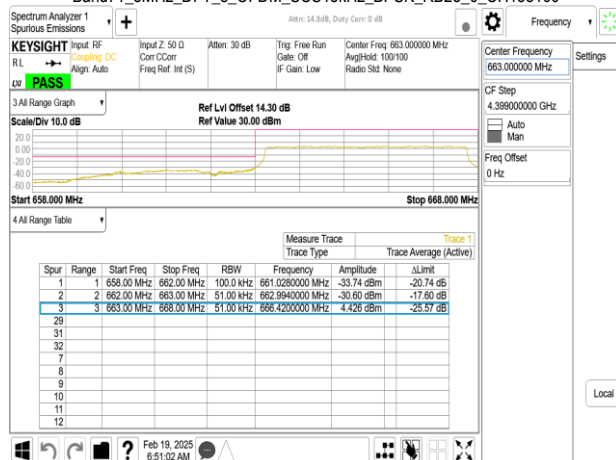 Spectrum Analyzer 1
Spurious Emissions
+
Attn: 14.3dB, Duty Corr: 0 dB
Frequency
KEYSIGHT
RL
LXI
PASS
Input: RF
Coupling: DC
Align: Auto
Input Z: 50 Ω
Corr CCorr
Freq Ref: Int (S)
Atten: 30 dB
Trig: Free Run
Gate: Off
IF Gain: Low
Center Freq: 663.000000 MHz
Avg|Hold: 100/100
Radio Std: None
Center Frequency
663.000000 MHz
Settings
CF Step
4.399000000 GHz
Auto
Man
Freq Offset
0 Hz
Local
3 All Range Graph
Scale/Div 10.0 dB
Ref Lvl Offset 14.30 dB
Ref Value 30.00 dBm
20.0
0.00
-20.0
-40.0
-60.0
Start 658.000 MHz
Stop 668.000 MHz
4 All Range Table
Measure Trace Trace 1
Trace Type Trace Average (Active)
Spur Range Start Freq Stop Freq RBW Frequency Amplitude ΔLimit
1 1 658.00 MHz 662.00 MHz 100.0 kHz 661.0280000 MHz -33.74 dBm -20.74 dB
2 2 662.00 MHz 663.00 MHz 51.00 kHz 662.9940000 MHz -30.60 dBm -17.60 dB
3 3 663.00 MHz 668.00 MHz 51.00 kHz 666.4200000 MHz 4.426 dBm -25.57 dB
29
31
32
7
8
9
10
11
12
?
Feb 19, 2025
6:51:02 AM